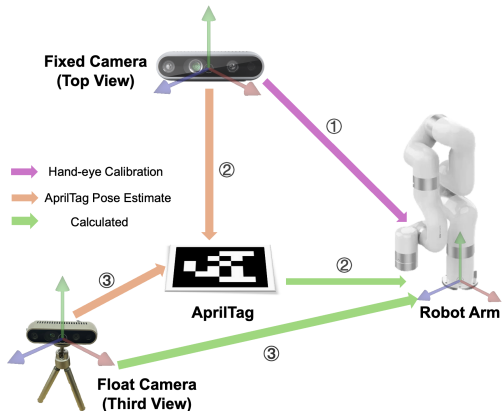 Fixed Camera
(Top View)
①
Hand-eye Calibration
②
AprilTag Pose Estimate
Calculated
③
②
AprilTag
Robot Arm
③
Float Camera
(Third View)